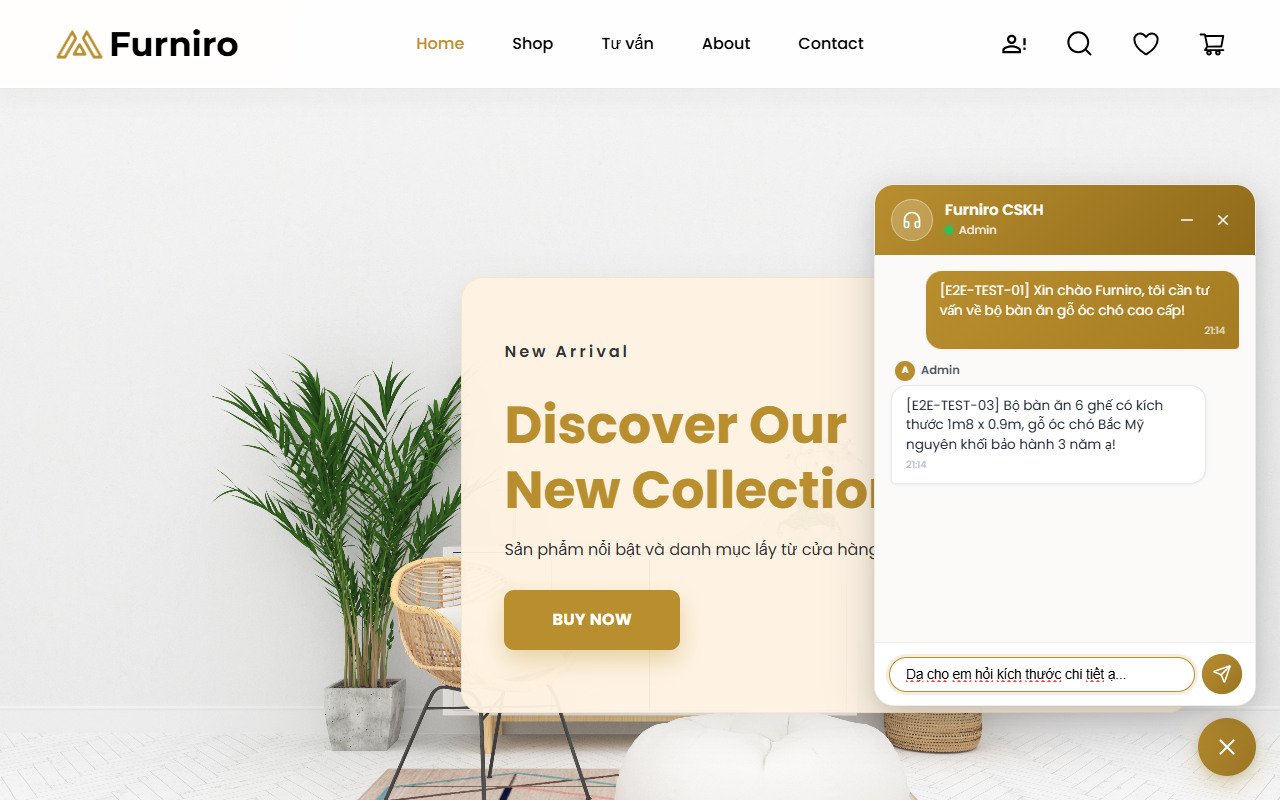 Furniro
Home
Shop
Tư vấn
About
Contact
New Arrival
Discover Our
New Collection
Sản phẩm nổi bật và danh mục lấy từ cửa hàng
BUY NOW
Furniro CSKH
Admin
[E2E-TEST-01] Xin chào Furniro, tôi cần tư
vấn về bộ bàn ăn gỗ óc chó cao cấp!
21:14
A Admin
[E2E-TEST-03] Bộ bàn ăn 6 ghế có kích
thước 1m8 x 0.9m, gỗ óc chó Bắc Mỹ
nguyên khối bảo hành 3 năm ạ!
21:14
Dạ cho em hỏi kích thước chi tiết ạ...